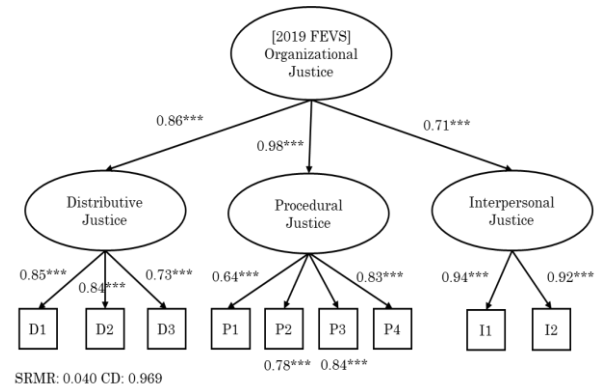 [2019 FEVS]
Organizational
Justice
0.86***
0.98***
0.71***
Distributive
Justice
Procedural
Justice
Interpersonal
Justice
0.85***
0.84***
0.73***
0.64***
0.83***
0.94***
0.92***
D1
D2
D3
P1
P2
P3
P4
I1
I2
0.78***
0.84***
SRMR: 0.040 CD: 0.969